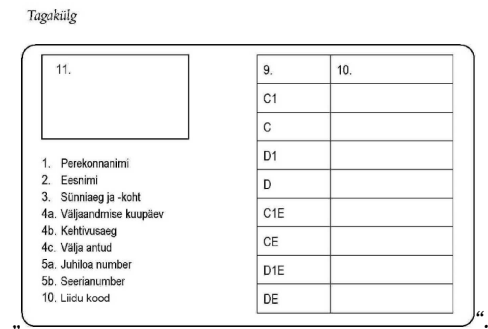 Tagakülg
11.
1. Perekonnanimi
2. Eesnimi
3. Sünniaeg ja -koht
4a. Väljaandmise kuupäev
4b. Kehtivusaeg
4c. Välja antud
5a. Juhiloa number
5b. Seerianumber
10. Liidu kood
9. 10.
C1
C
D1
D
C1E
CE
D1E
DE
„ “.